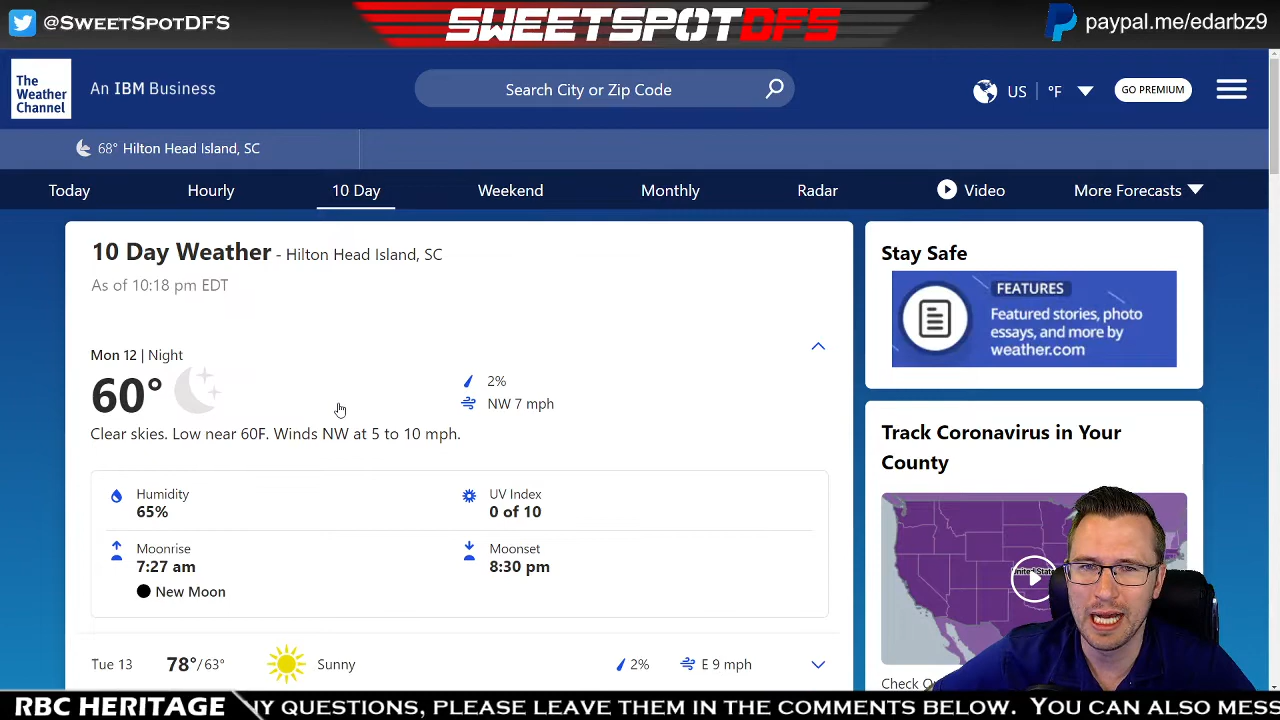 @SWEETSPOTDFS
SWEETSPOTDFS
paypal.me/edarbz9
The
Weather
Channel
An IBM Business
Search City or Zip Code
US
°F
GO PREMIUM
68° Hilton Head Island, SC
Today
Hourly
10 Day
Weekend
Monthly
Radar
Video
More Forecasts
10 Day Weather - Hilton Head Island, SC
As of 10:18 pm EDT
Mon 12 | Night
60°
2%
NW 7 mph
Clear skies. Low near 60F. Winds NW at 5 to 10 mph.
Humidity
65%
UV Index
0 of 10
Moonrise
7:27 am
Moonset
8:30 pm
New Moon
Tue 13 78°/63° Sunny 2% E 9 mph
Stay Safe
FEATURES
Featured stories, photo
essays, and more by
weather.com
Track Coronavirus in Your
County
United
Check
RBC HERITAGE
NY QUESTIONS, PLEASE LEAVE THEM IN THE COMMENTS BELOW. YOU CAN ALSO MESS